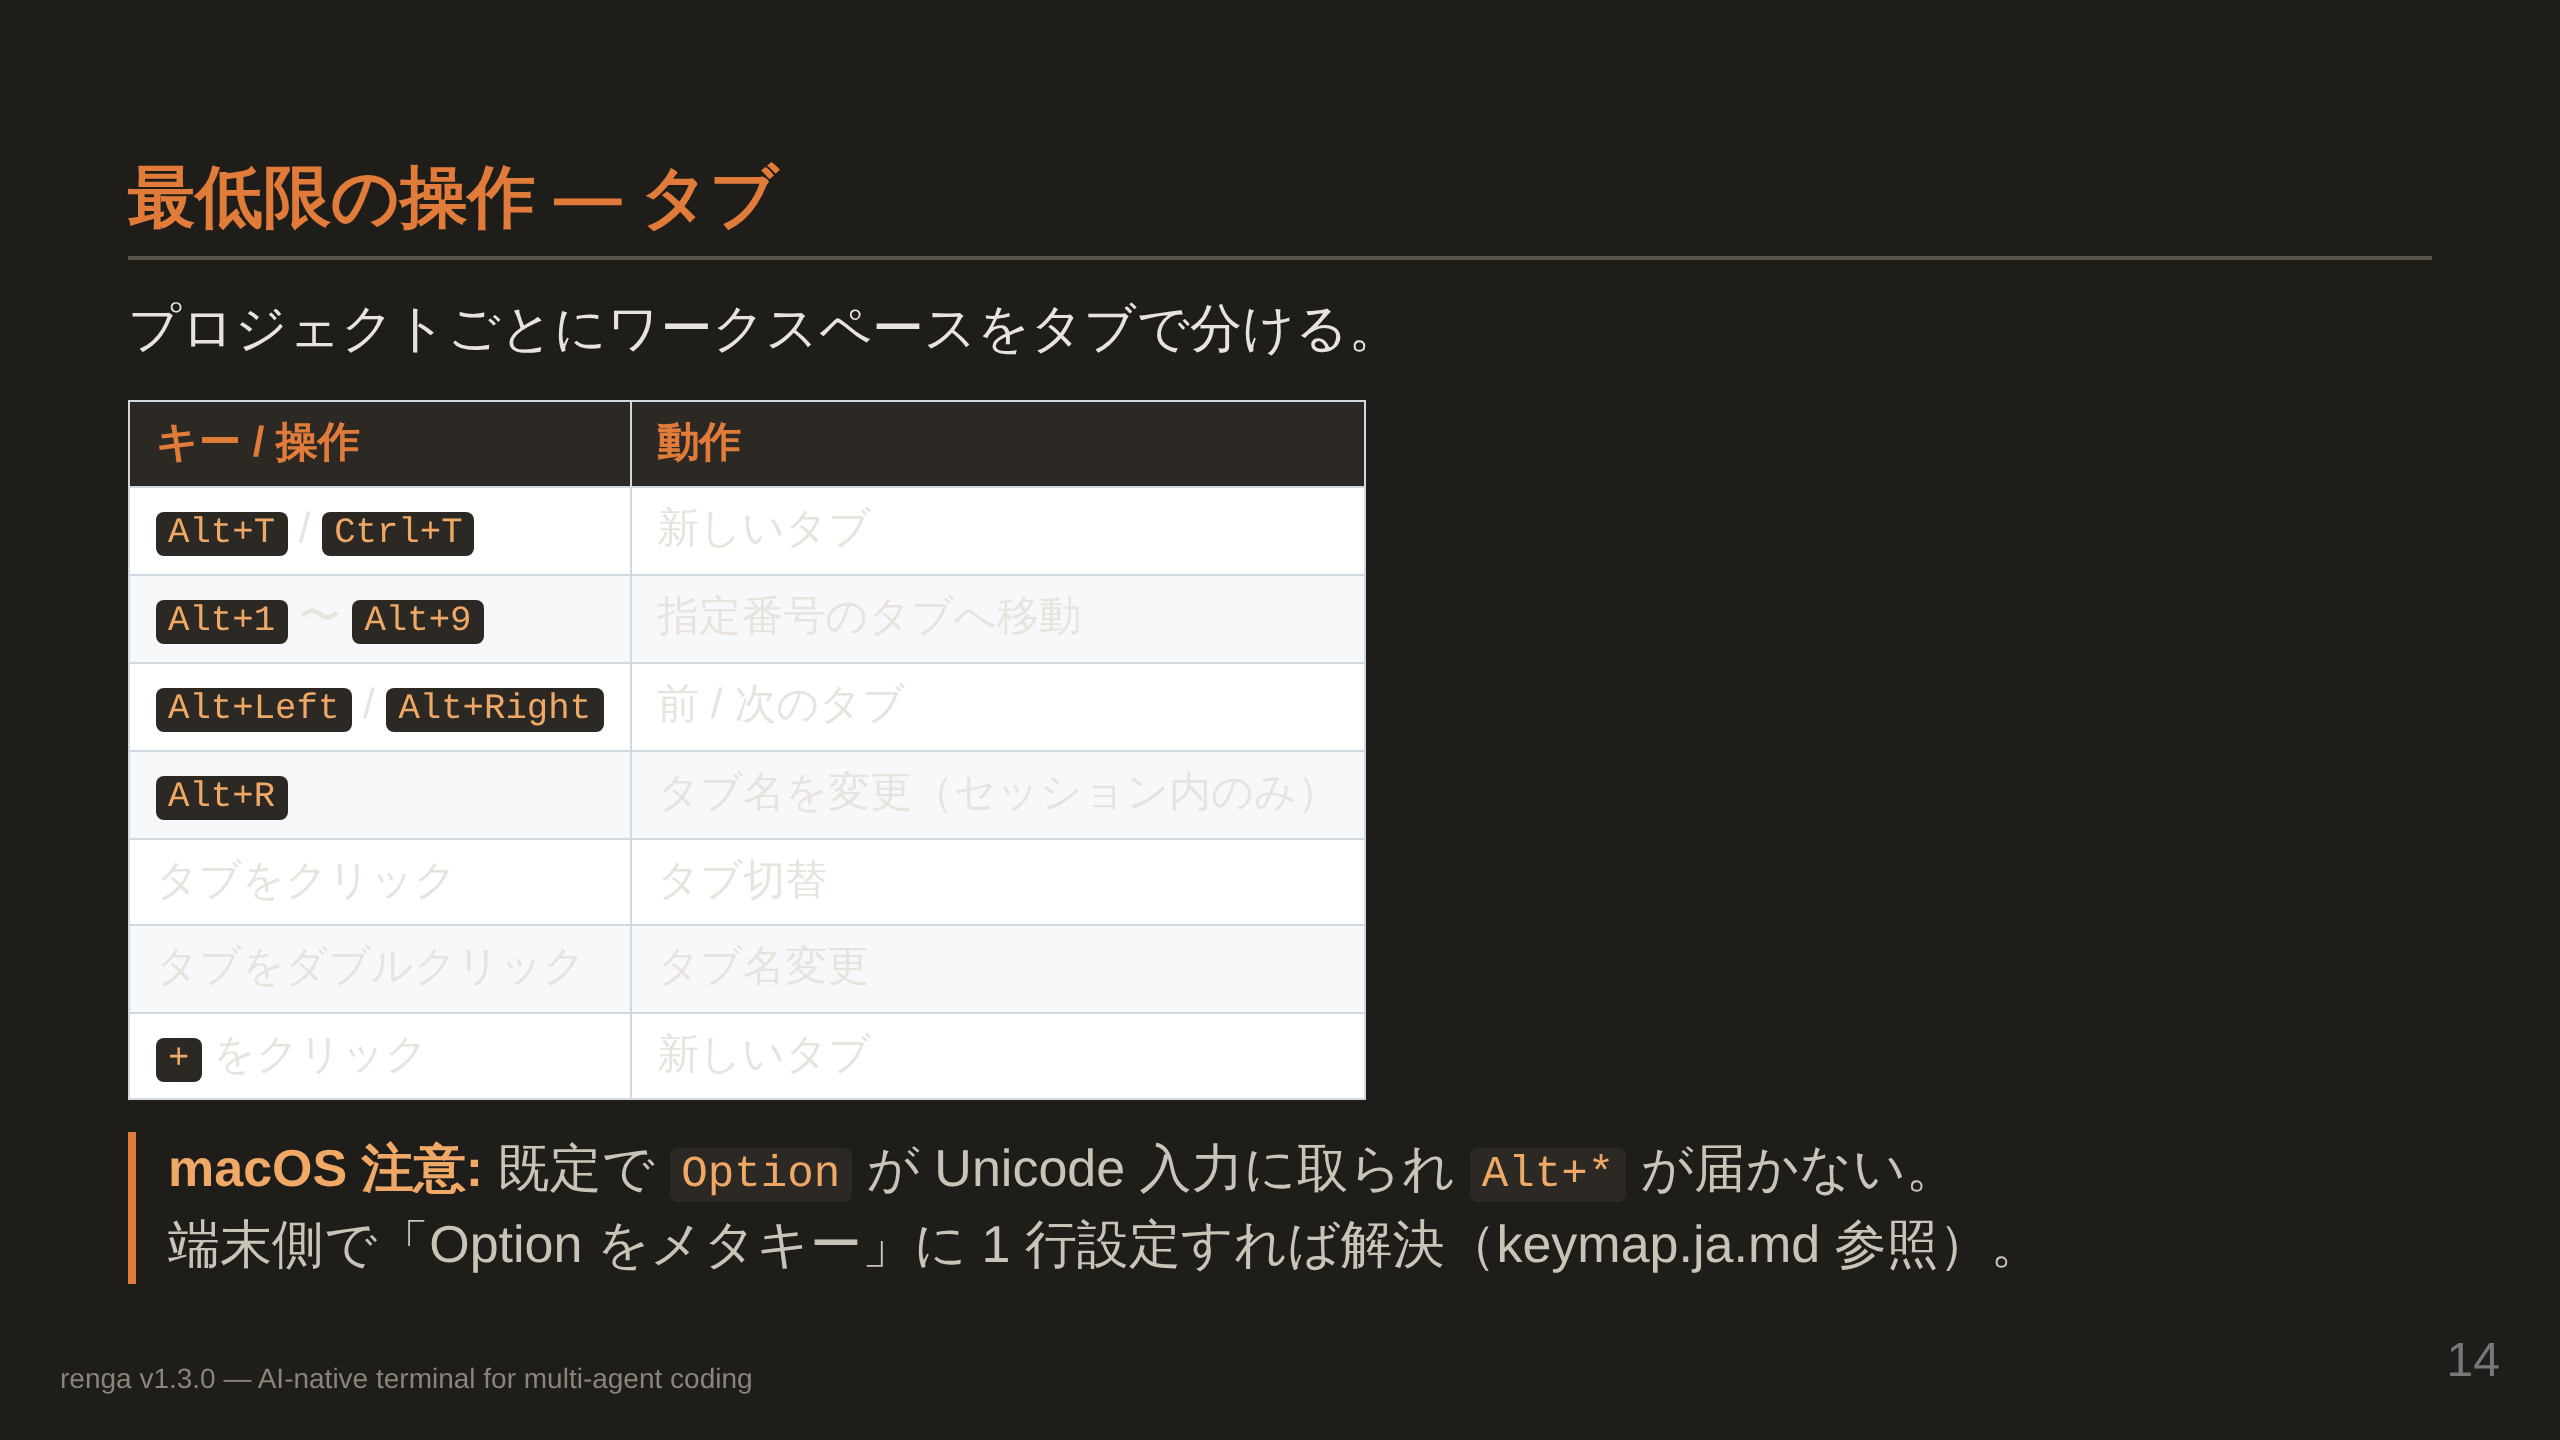 最低限の操作 — タブ
プロジェクトごとにワークスペースをタブで分ける。
キー / 操作 動作
Alt+T / Ctrl+T 新しいタブ
Alt+1 〜 Alt+9 指定番号のタブへ移動
Alt+Left / Alt+Right 前 / 次のタブ
Alt+R タブ名を変更（セッション内のみ）
タブをクリック タブ切替
タブをダブルクリック タブ名変更
+ をクリック 新しいタブ
macOS 注意: 既定で Option が Unicode 入力に取られ Alt+* が届かない。
端末側で「Option をメタキー」に 1 行設定すれば解決（keymap.ja.md 参照）。
renga v1.3.0 — AI-native terminal for multi-agent coding
14